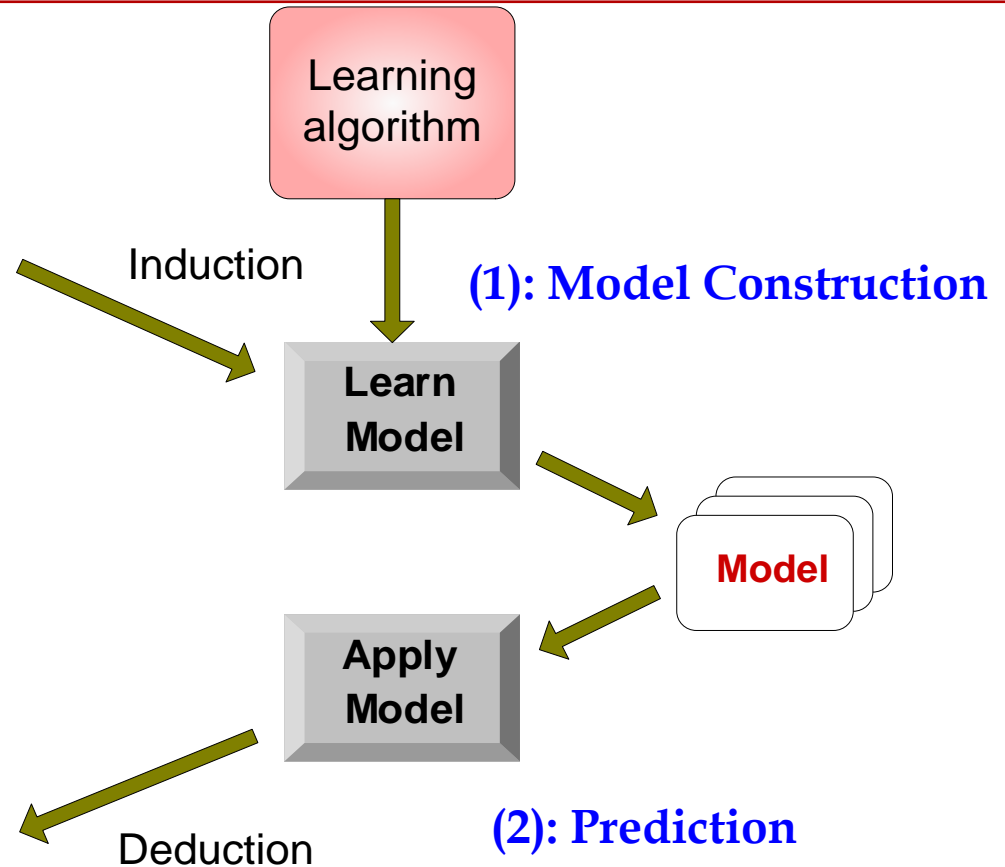 Learning
algorithm
Induction
(1): Model Construction
Learn
Model
Model
Apply
Model
(2): Prediction
Deduction